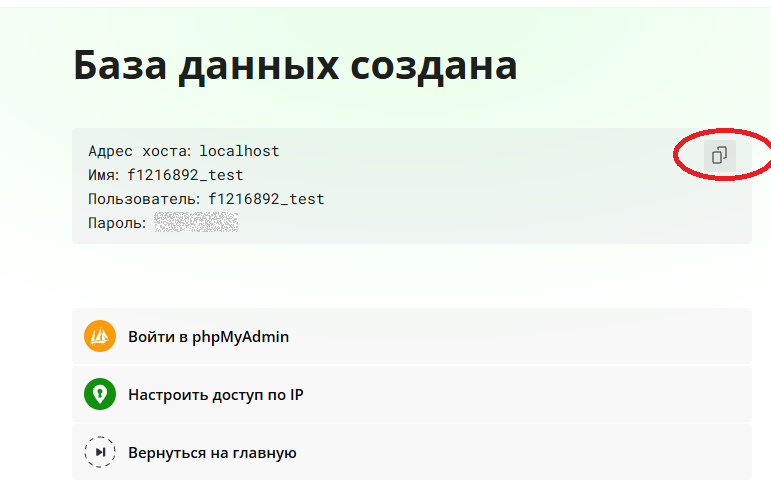 База данных создана
Адрес хоста: localhost
Имя: f1216892_test
Пользователь: f1216892_test
Пароль:
Войти в phpMyAdmin
Настроить доступ по IP
Вернуться на главную